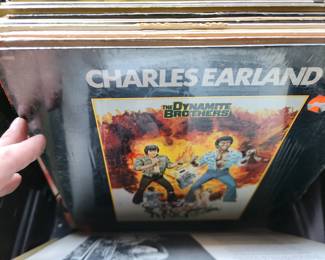 CHARLES EARLAND
THE DYNAMITE
BROTHERS